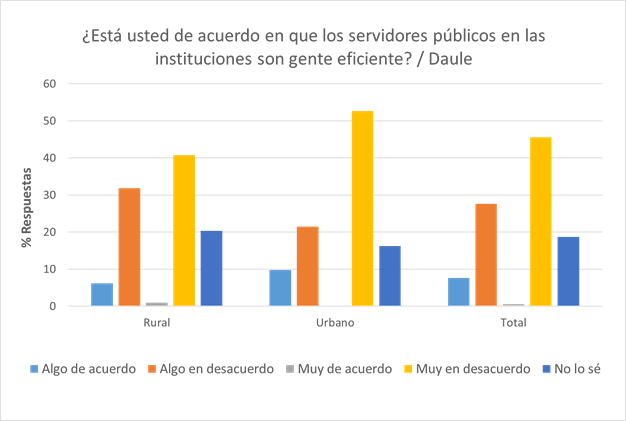 ¿Está usted de acuerdo en que los servidores públicos en las
instituciones son gente eficiente? / Daule
60
50
40
30
20
10
0
% Respuestas
Rural Urbano Total
Algo de acuerdo Algo en desacuerdo Muy de acuerdo Muy en desacuerdo No lo sé